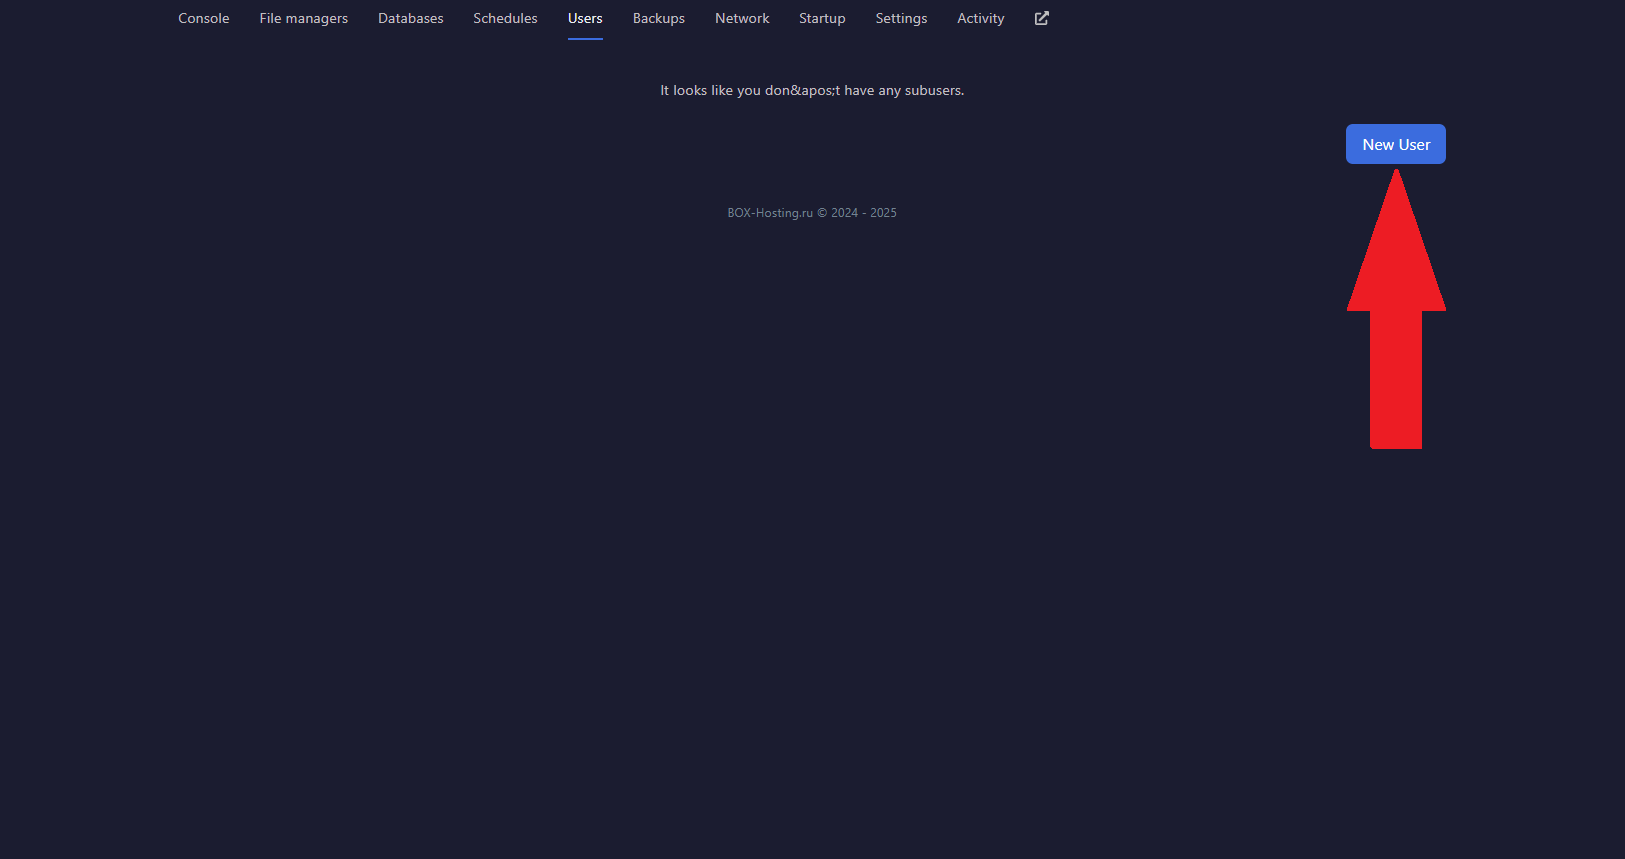 Console File managers Databases Schedules Users Backups Network Startup Settings Activity
It looks like you don&apos;t have any subusers.
New User
BOX-Hosting.ru © 2024 - 2025